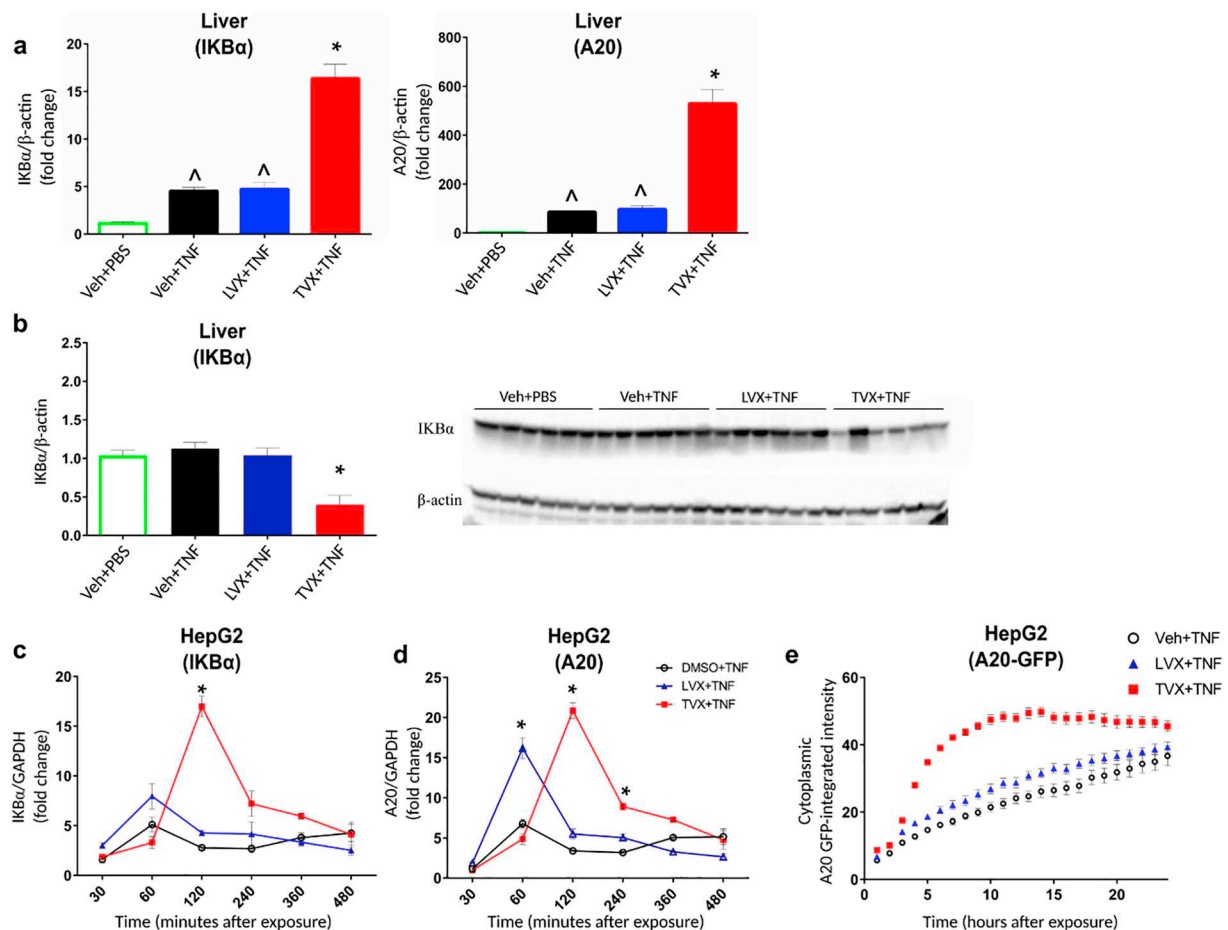 a
Liver
(IKBα)
IKBα/β-actin
(fold change)
20
15
10
5
0
*
^
^
Veh+PBS
Veh+TNF
LVX+TNF
TVX+TNF
Liver
(A20)
A20/β-actin
(fold change)
800
600
400
200
0
*
^
^
Veh+PBS
Veh+TNF
LVX+TNF
TVX+TNF
b
Liver
(IKBα)
IKBα/β-actin
2.5
2.0
1.5
1.0
0.5
0.0
*
Veh+PBS
Veh+TNF
LVX+TNF
TVX+TNF
Veh+PBS Veh+TNF LVX+TNF TVX+TNF
IKBα
β-actin
c
HepG2
(IKBα)
IKBα/GAPDH
(fold change)
20
15
10
5
0
*
30 60 120 240 360 480
Time (minutes after exposure)
d
HepG2
(A20)
A20/GAPDH
(fold change)
25
20
15
10
5
0
*
*
*
DMSO+TNF
LVX+TNF
TVX+TNF
30 60 120 240 360 480
Time (minutes after exposure)
e
HepG2
(A20-GFP)
Veh+TNF
LVX+TNF
TVX+TNF
Cytoplasmic
A20 GFP-integrated intensity
60
40
20
0
5 10 15 20
Time (hours after exposure)